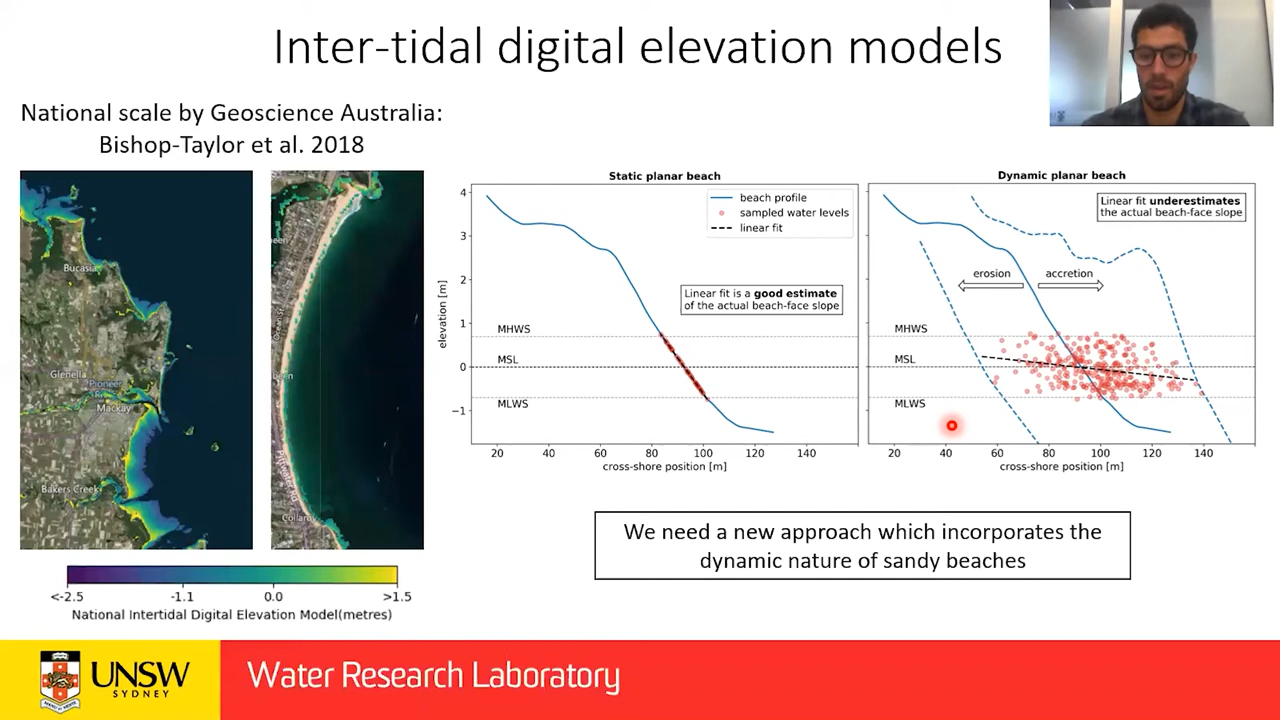 Inter-tidal digital elevation models
National scale by Geoscience Australia:
Bishop-Taylor et al. 2018
Bucasia
Glenella
Pioneer
Mackay
Bakers Creek
een
een
Collaroy
<-2.5 -1.1 0.0 >1.5
National Intertidal Digital Elevation Model(metres)
Static planar beach
beach profile
sampled water levels
linear fit
Linear fit is a good estimate
of the actual beach-face slope
MHWS
MSL
MLWS
elevation [m]
4
3
2
1
0
−1
20 40 60 80 100 120 140
cross-shore position [m]
Dynamic planar beach
Linear fit underestimates
the actual beach-face slope
erosion accretion
MHWS
MSL
MLWS
20 40 60 80 100 120 140
cross-shore position [m]
We need a new approach which incorporates the
dynamic nature of sandy beaches
UNSW
SYDNEY
Water Research Laboratory